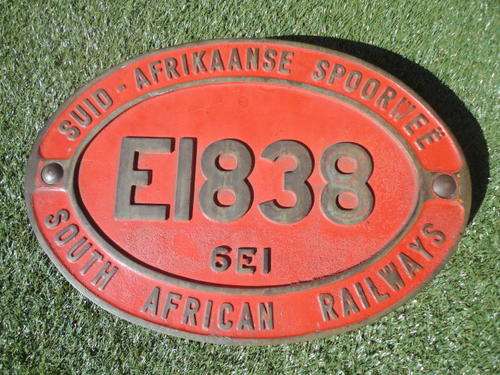 SUID - AFRIKAANSE SPOORWEË
E1838
6E1
SOUTH AFRICAN RAILWAYS